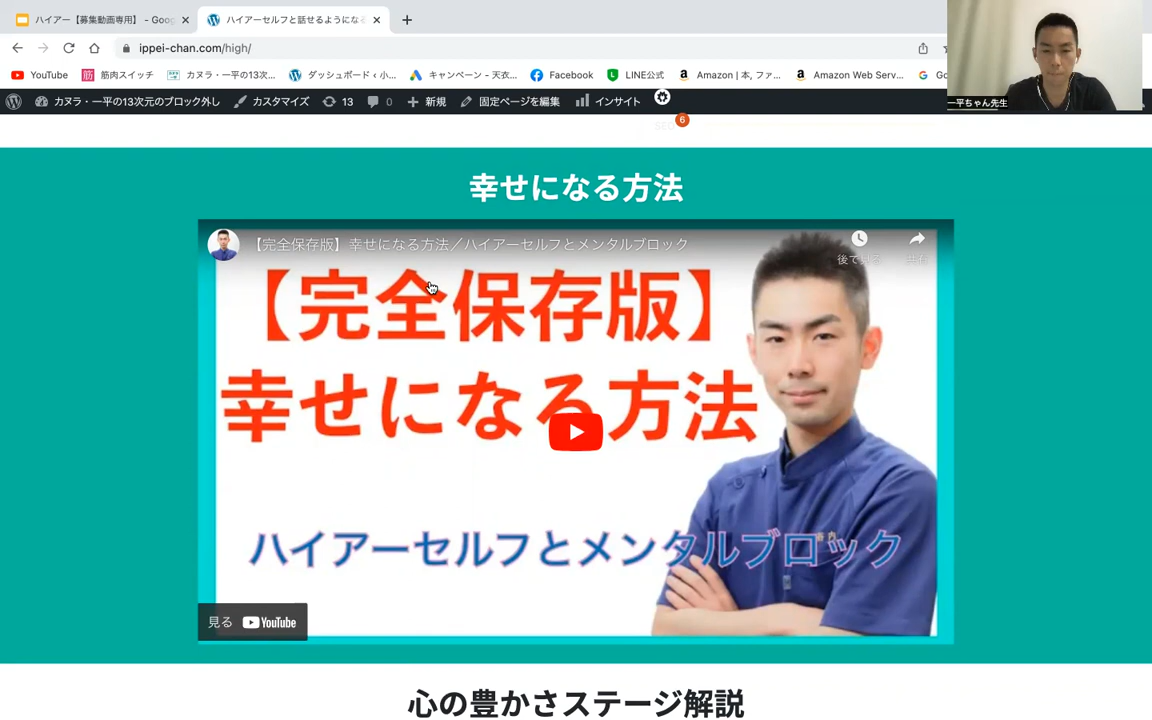 ハイアー【募集動画専用】 - Goog
ハイアーセルフと話せるようになる
ippei-chan.com/high/
YouTube
筋肉スイッチ
カヌラ・一平の13次...
ダッシュボード ‹ 小...
キャンペーン - 天衣...
Facebook
LINE公式
Amazon | 本, ファ...
Amazon Web Serv...
Go
一平ちゃん先生
カヌラ・一平の13次元のブロック外し
カスタマイズ
13
0
新規
固定ページを編集
インサイト
SEO
6
幸せになる方法
【完全保存版】幸せになる方法／ハイアーセルフとメンタルブロック
後で見る
共有
【完全保存版】
幸せになる方法
ハイアーセルフとメンタルブロック
見る YouTube
心の豊かさステージ解説